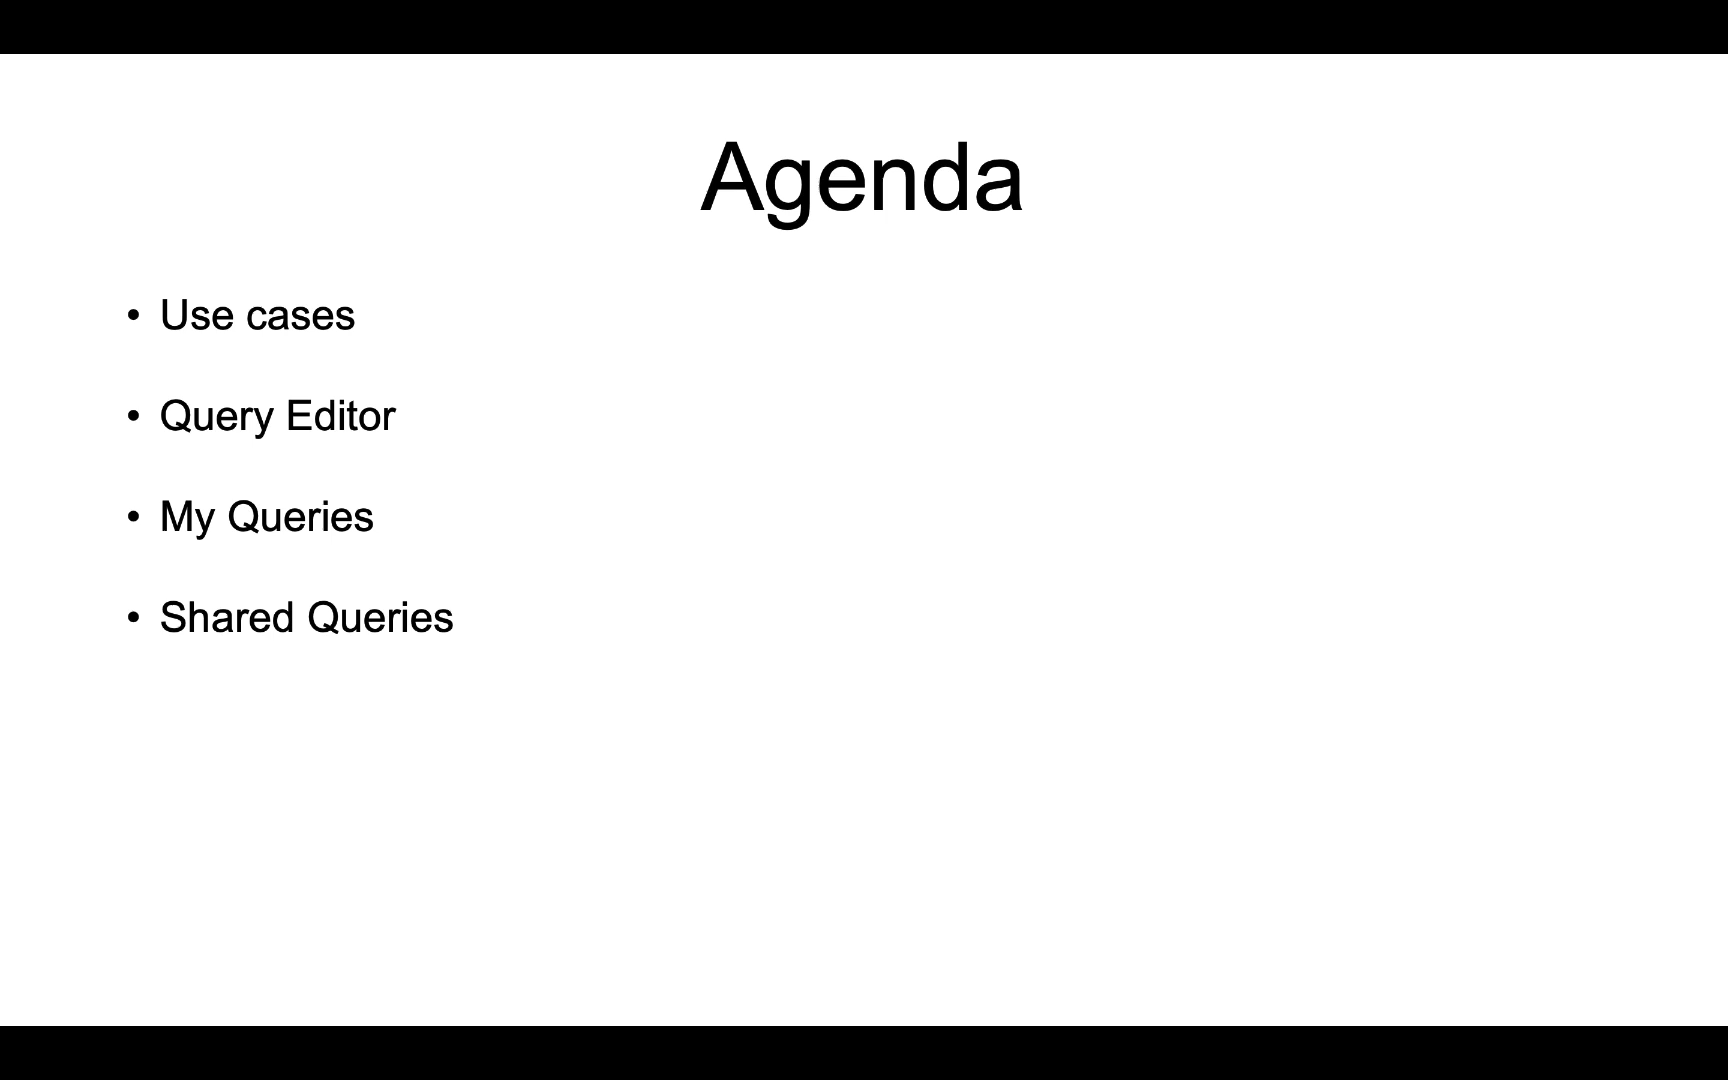 Agenda
• Use cases
• Query Editor
• My Queries
• Shared Queries